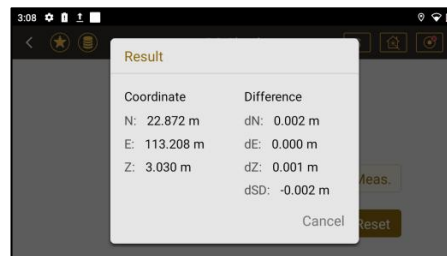 3:08
Result
Coordinate
N: 22.872 m
E: 113.208 m
Z: 3.030 m
Difference
dN: 0.002 m
dE: 0.000 m
dZ: 0.001 m
dSD: -0.002 m
Meas.
Cancel
Reset